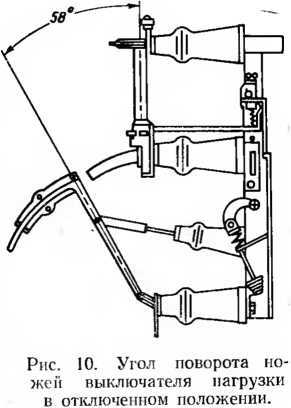 58°
Рис. 10. Угол поворота но-
жей выключателя нагрузки
в отключенном положении.